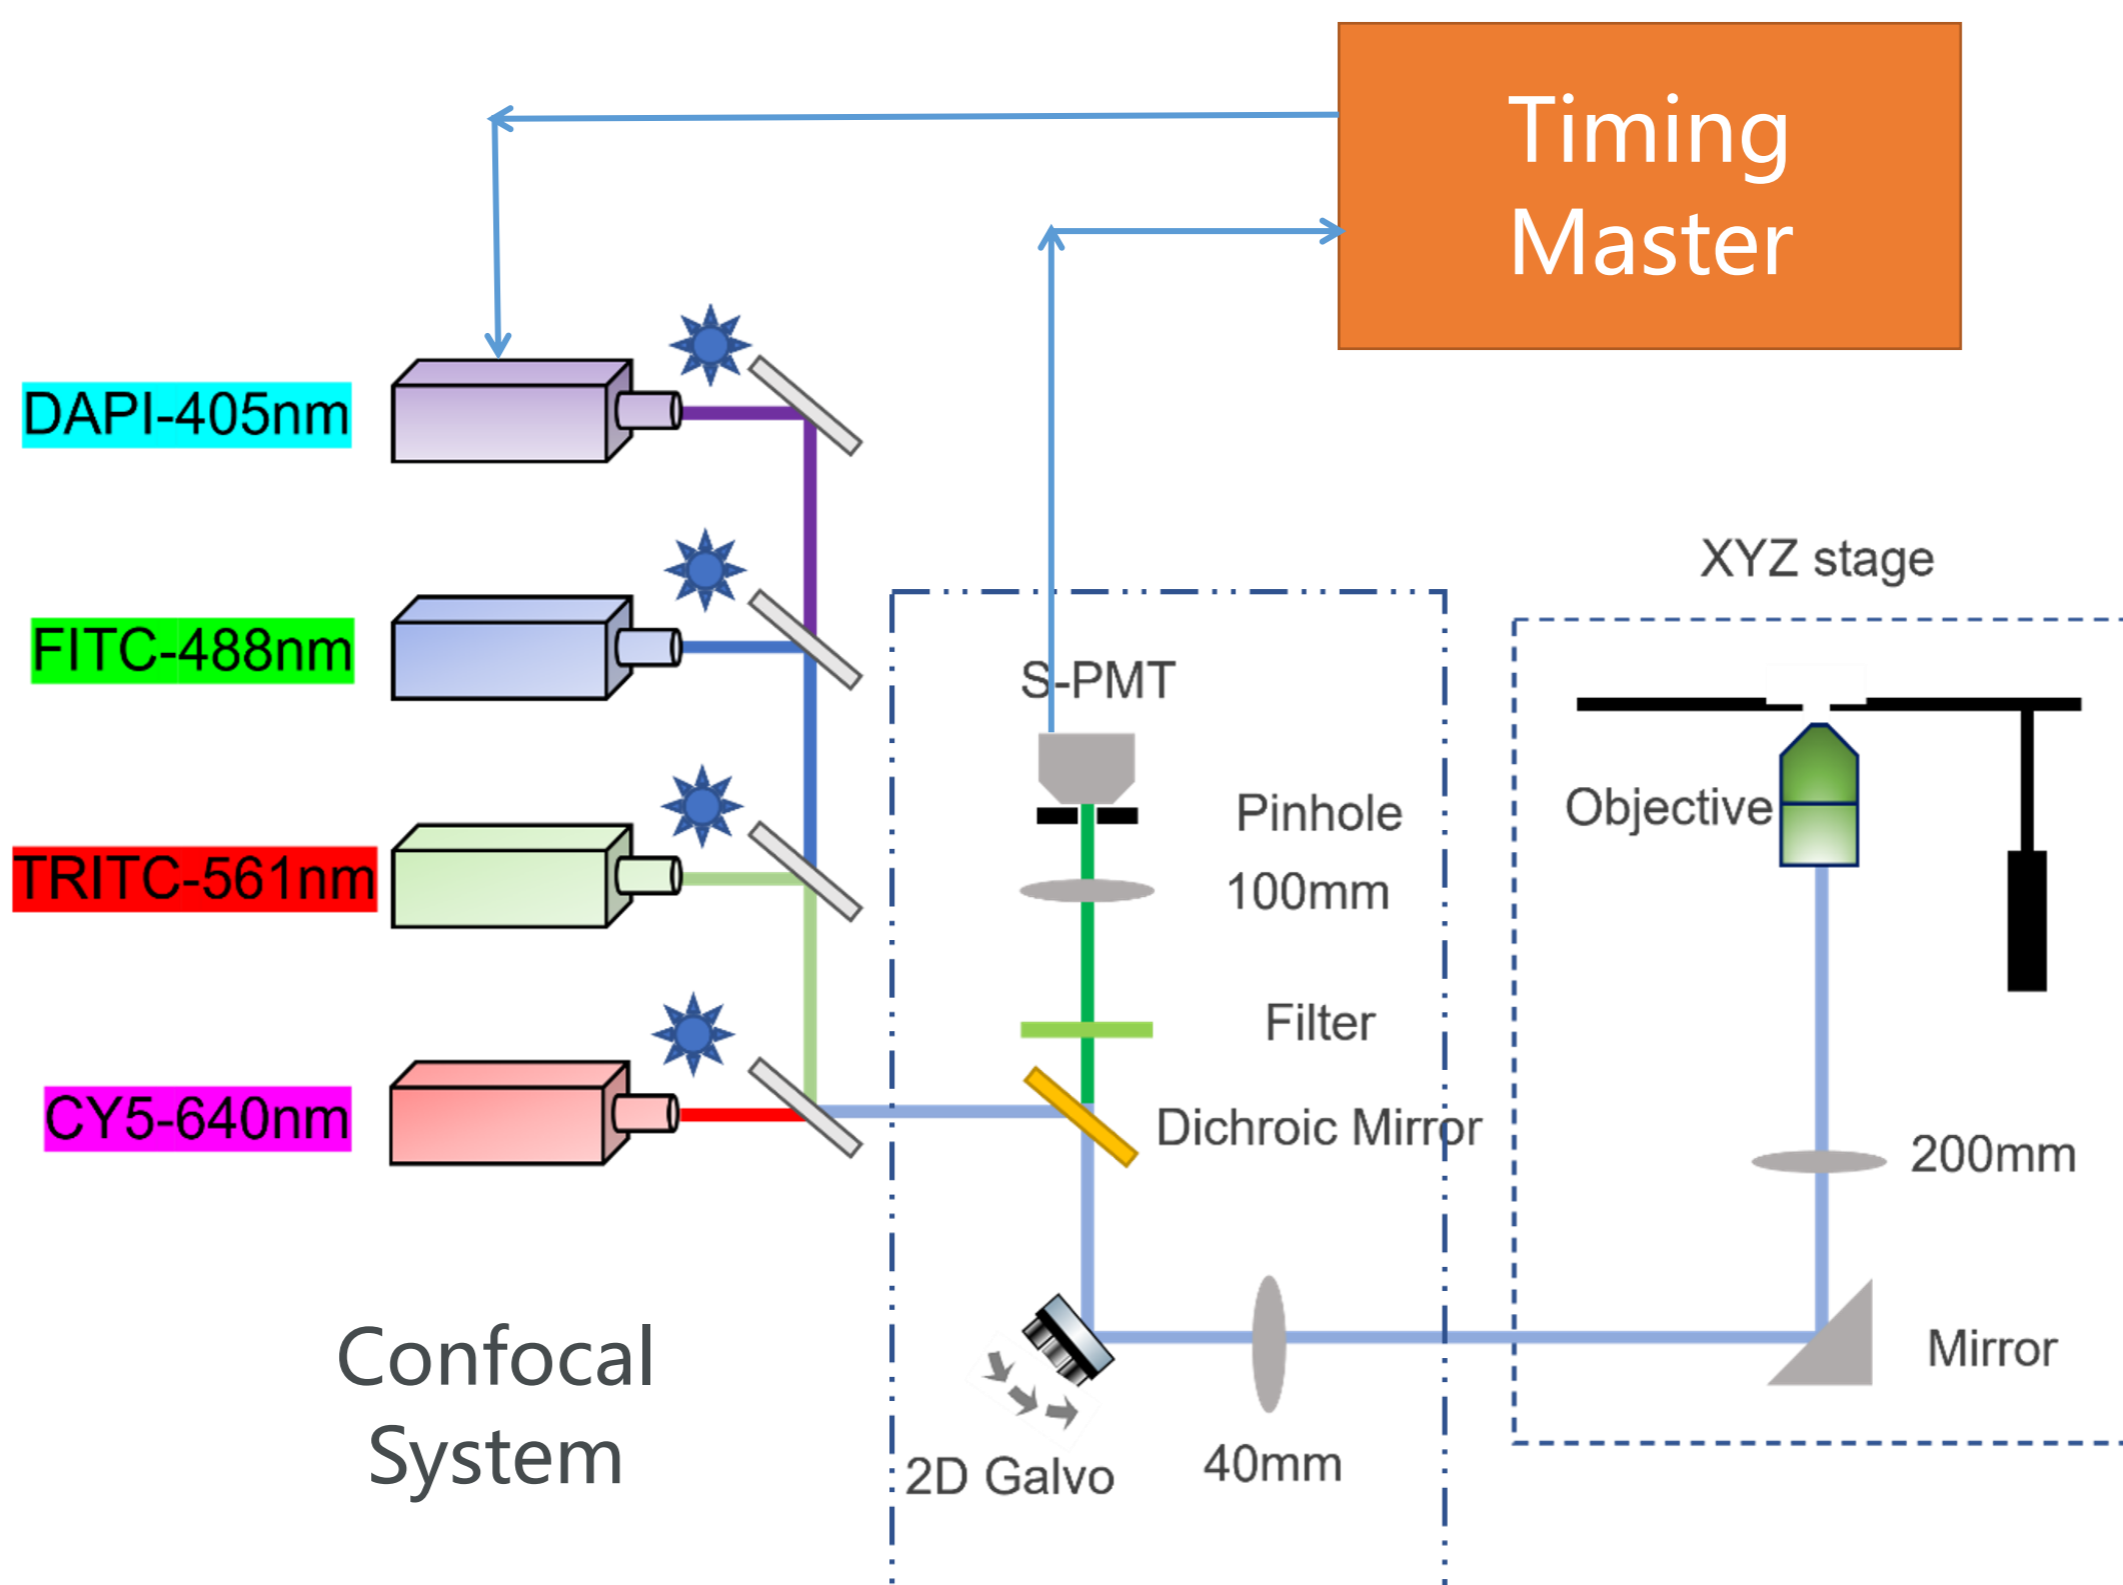 Timing
Master
DAPI-405nm
FITC-488nm
TRITC-561nm
CY5-640nm
Confocal
System
S-PMT
Pinhole
100mm
Filter
Dichroic Mirror
2D Galvo
40mm
XYZ stage
Objective
200mm
Mirror